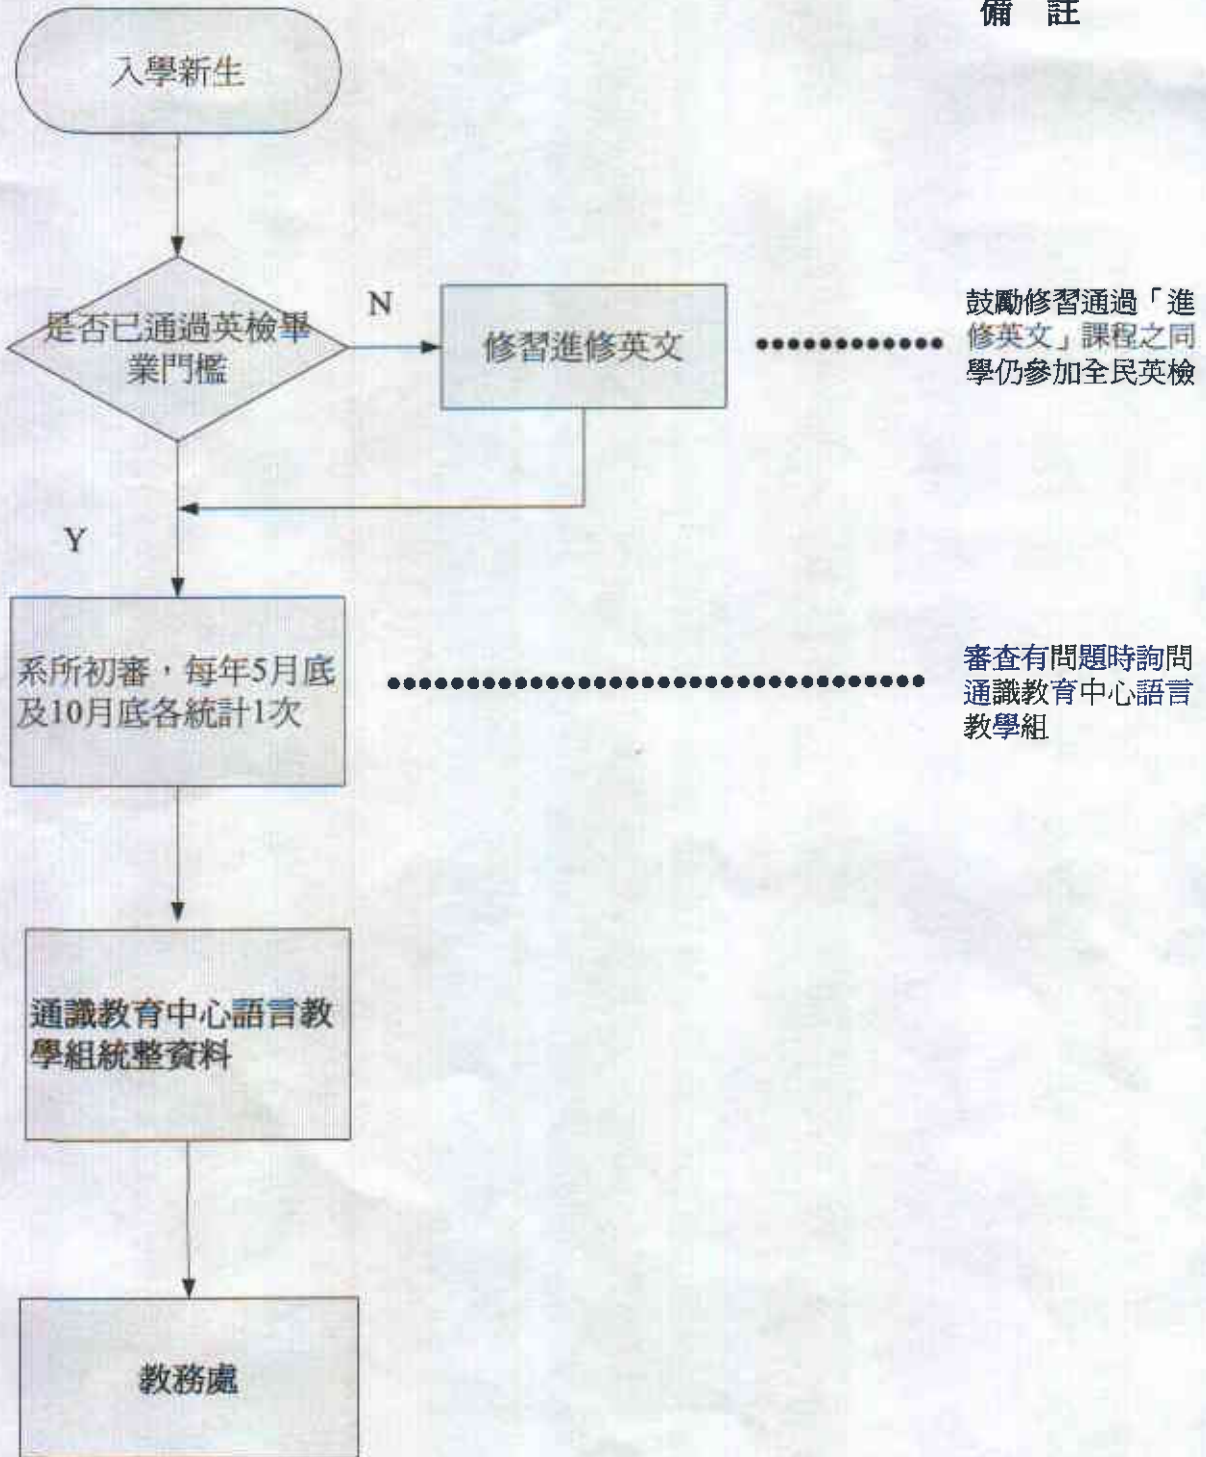 備 註
入學新生
是否已通過英檢畢
業門檻
N
修習進修英文
鼓勵修習通過「進
修英文」課程之同
學仍參加全民英檢
Y
系所初審，每年5月底
及10月底各統計1次
審查有問題時詢問
通識教育中心語言
教學組
通識教育中心語言教
學組統整資料
教務處